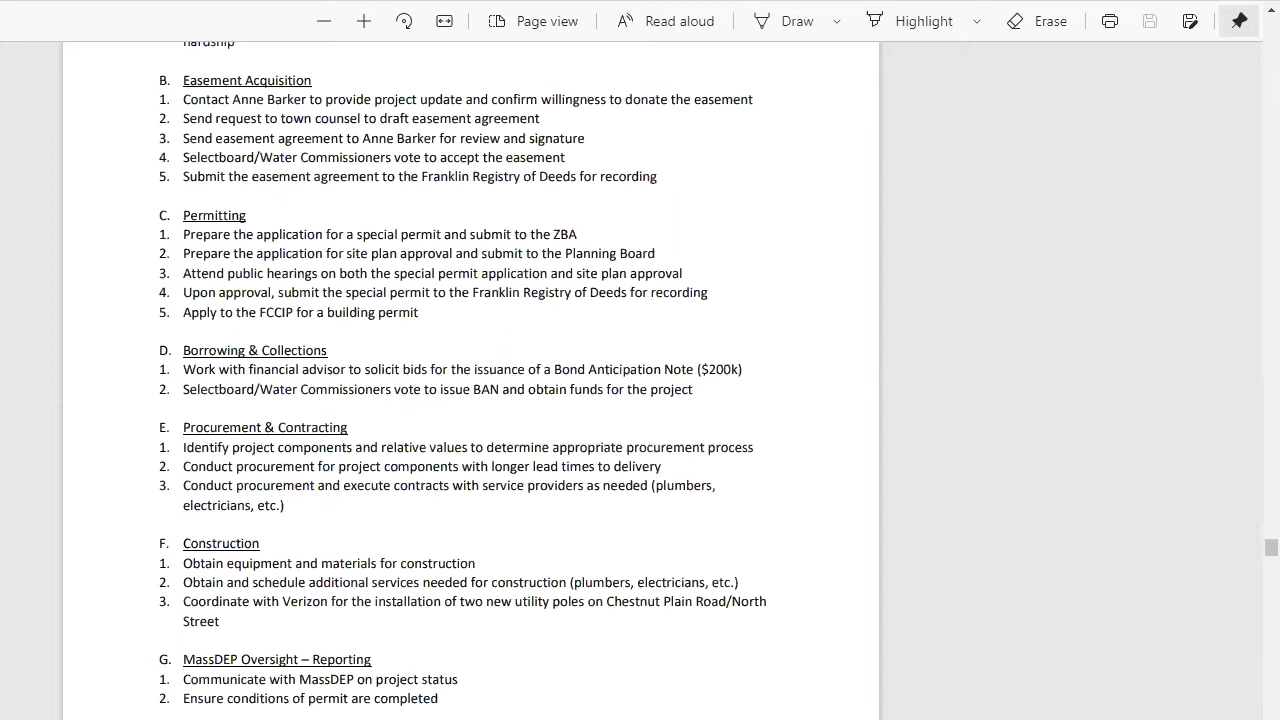 Page view
Read aloud
Draw
Highlight
Erase
hardship
B. Easement Acquisition
1. Contact Anne Barker to provide project update and confirm willingness to donate the easement
2. Send request to town counsel to draft easement agreement
3. Send easement agreement to Anne Barker for review and signature
4. Selectboard/Water Commissioners vote to accept the easement
5. Submit the easement agreement to the Franklin Registry of Deeds for recording
C. Permitting
1. Prepare the application for a special permit and submit to the ZBA
2. Prepare the application for site plan approval and submit to the Planning Board
3. Attend public hearings on both the special permit application and site plan approval
4. Upon approval, submit the special permit to the Franklin Registry of Deeds for recording
5. Apply to the FCCIP for a building permit
D. Borrowing & Collections
1. Work with financial advisor to solicit bids for the issuance of a Bond Anticipation Note ($200k)
2. Selectboard/Water Commissioners vote to issue BAN and obtain funds for the project
E. Procurement & Contracting
1. Identify project components and relative values to determine appropriate procurement process
2. Conduct procurement for project components with longer lead times to delivery
3. Conduct procurement and execute contracts with service providers as needed (plumbers,
electricians, etc.)
F. Construction
1. Obtain equipment and materials for construction
2. Obtain and schedule additional services needed for construction (plumbers, electricians, etc.)
3. Coordinate with Verizon for the installation of two new utility poles on Chestnut Plain Road/North
Street
G. MassDEP Oversight – Reporting
1. Communicate with MassDEP on project status
2. Ensure conditions of permit are completed